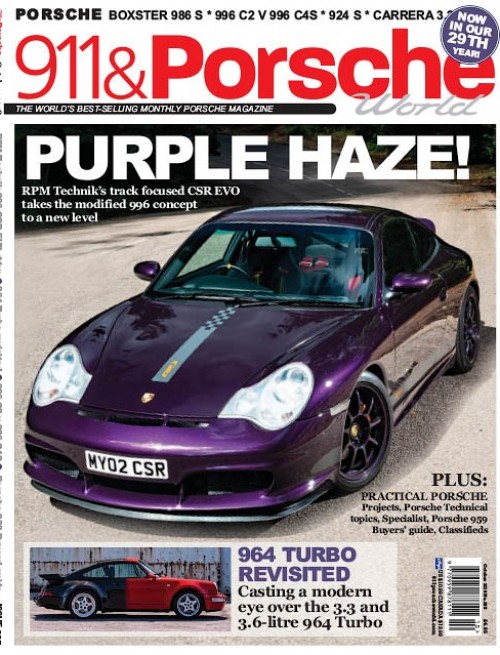 PORSCHE BOXSTER 986 S * 996 C2 V 996 C4S * 924 S * CARRERA 3.2
NOW
IN OUR
29TH
YEAR!
911&Porsche
World
THE WORLD'S BEST-SELLING MONTHLY PORSCHE MAGAZINE
PURPLE HAZE!
RPM Technik's track focused CSR EVO
takes the modified 996 concept
to a new level
MY02 CSR
PLUS:
PRACTICAL PORSCHE
Projects, Porsche Technical
topics, Specialist, Porsche 959
Buyers' guide, Classifieds
964 TURBO
REVISITED
Casting a modern
eye over the 3.3 and
3.6-litre 964 Turbo